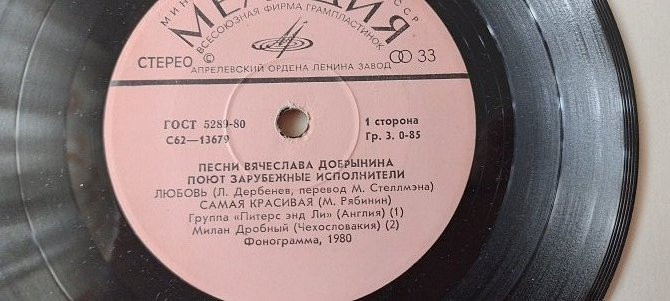 МИН
ССР
МЕЛОДИЯ
ВСЕСОЮЗНАЯ ФИРМА ГРАМПЛАСТИНОК
СТЕРЕО
33
АПРЕЛЕВСКИЙ ОРДЕНА ЛЕНИНА ЗАВОД
ГОСТ 5289-80
1 сторона
С62—13679
Гр. 3. 0-85
ПЕСНИ ВЯЧЕСЛАВА ДОБРЫНИНА
ПОЮТ ЗАРУБЕЖНЫЕ ИСПОЛНИТЕЛИ
ЛЮБОВЬ (Л. Дербенев, перевод М. Стеллмэна)
САМАЯ КРАСИВАЯ (М. Рябинин)
Группа «Питерс энд Ли» (Англия) (1)
Милан Дробный (Чехословакия) (2)
Фонограмма, 1980